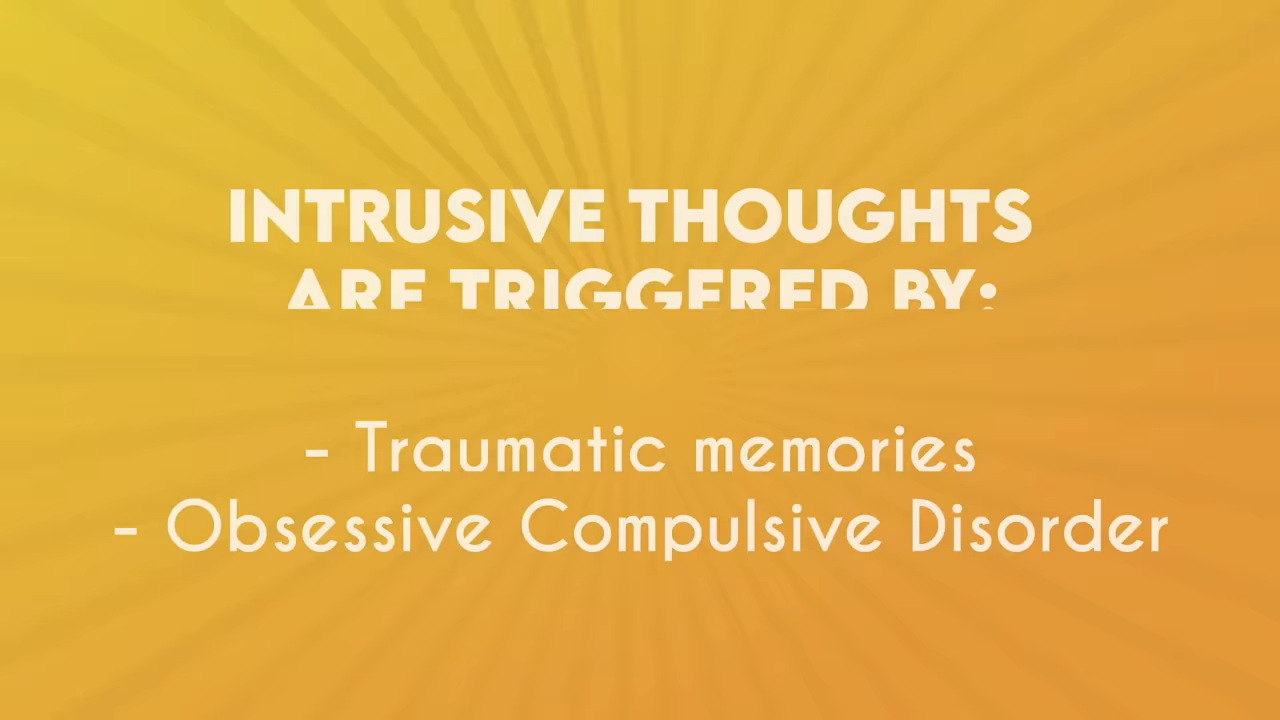 INTRUSIVE THOUGHTS
ARE TRIGGERED BY:
- Traumatic memories
- Obsessive Compulsive Disorder